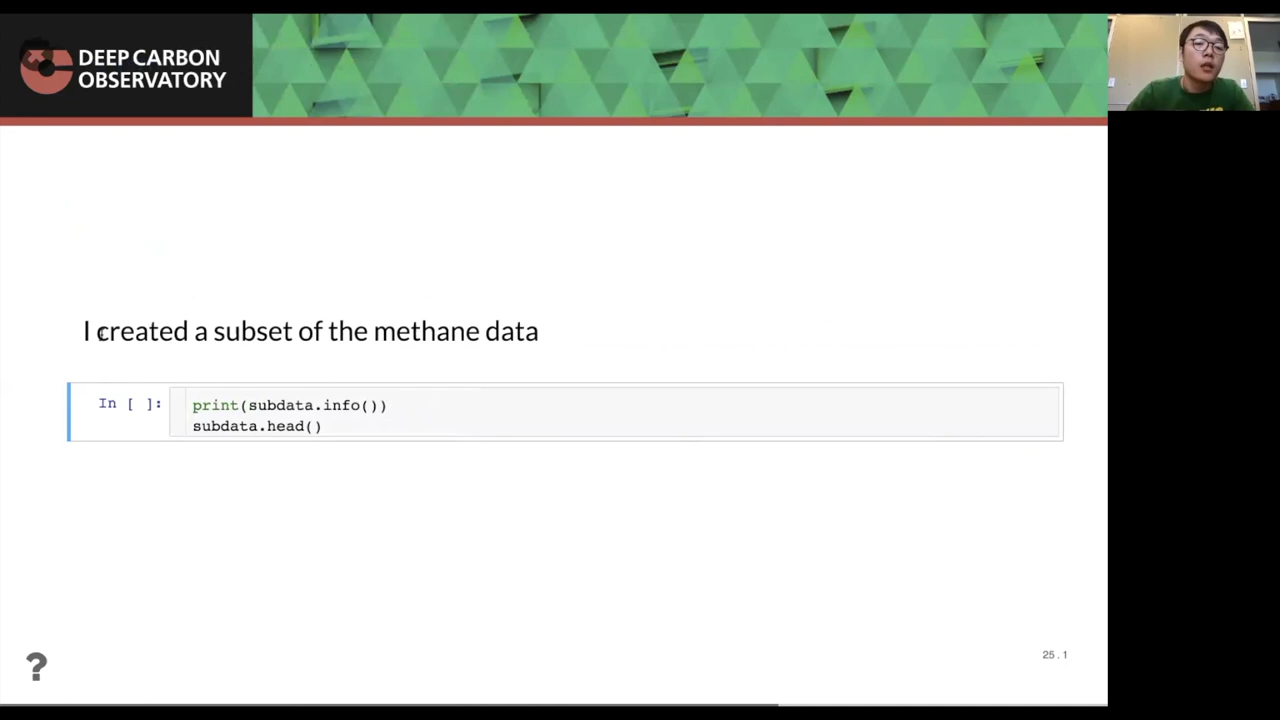 DEEP CARBON
OBSERVATORY
I created a subset of the methane data
In [ ]:
print(subdata.info())
subdata.head()
?
25.1